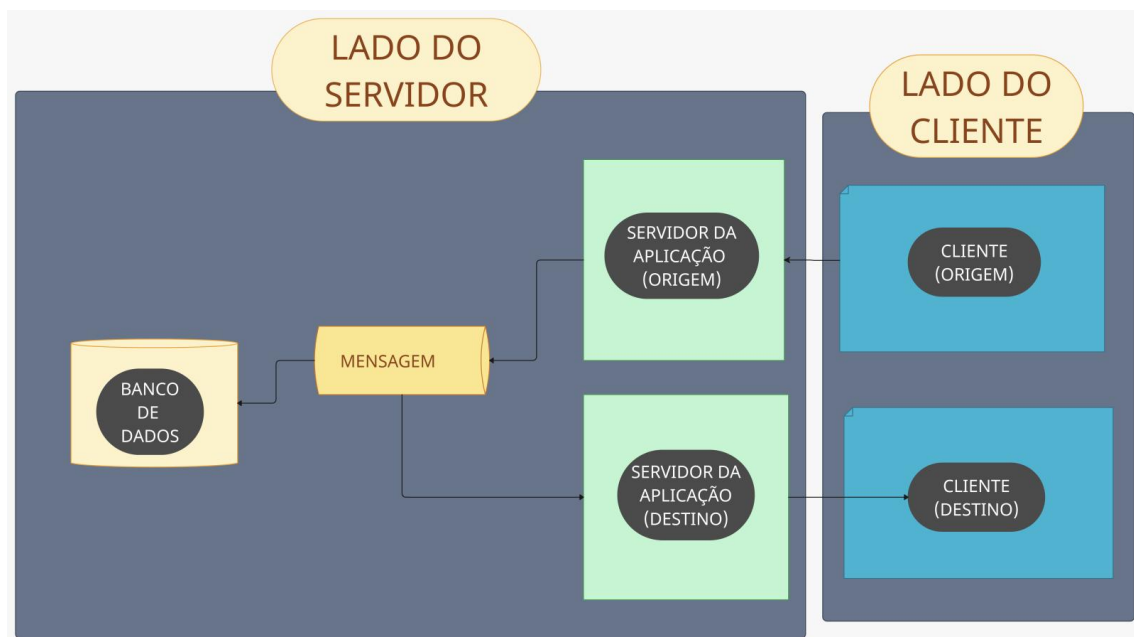 LADO DO
SERVIDOR
LADO DO
CLIENTE
SERVIDOR DA
APLICAÇÃO
(ORIGEM)
CLIENTE
(ORIGEM)
MENSAGEM
BANCO
DE
DADOS
SERVIDOR DA
APLICAÇÃO
(DESTINO)
CLIENTE
(DESTINO)